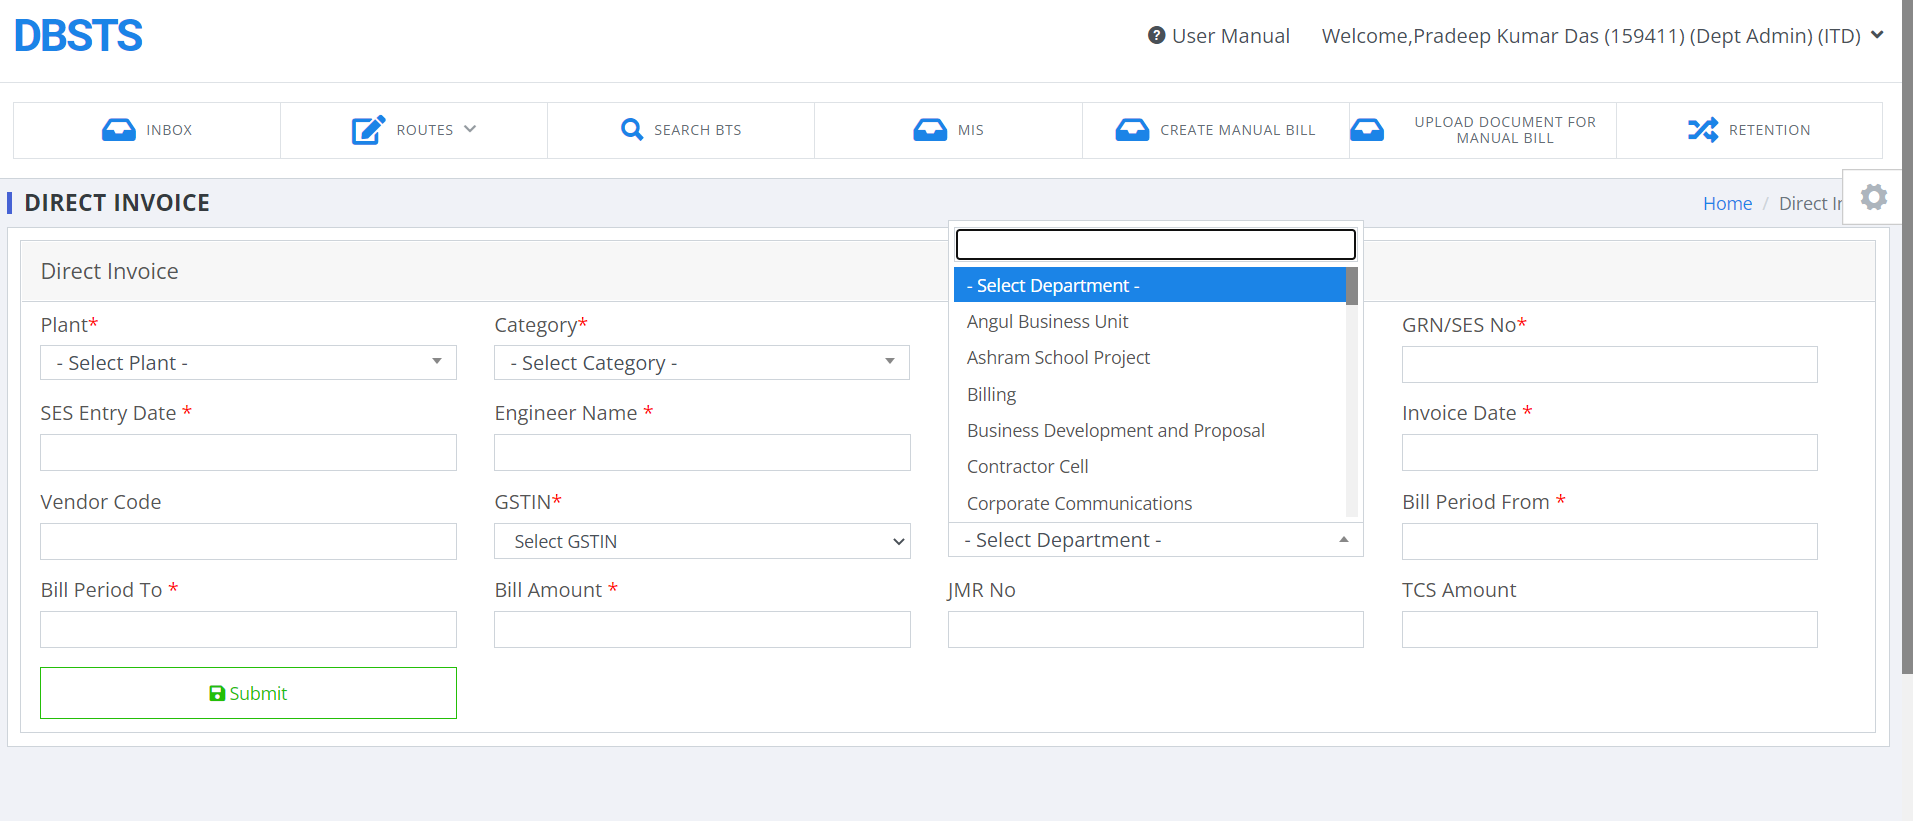 DBSTS
User Manual
Welcome,Pradeep Kumar Das (159411) (Dept Admin) (ITD)
INBOX
ROUTES
SEARCH BTS
MIS
CREATE MANUAL BILL
UPLOAD DOCUMENT FOR
MANUAL BILL
RETENTION
DIRECT INVOICE
Home / Direct In
Direct Invoice
Plant*
- Select Plant -
Category*
- Select Category -
- Select Department -
Angul Business Unit
Ashram School Project
Billing
Business Development and Proposal
Contractor Cell
Corporate Communications
- Select Department -
GRN/SES No*
SES Entry Date *
Engineer Name *
Invoice Date *
Vendor Code
GSTIN*
Select GSTIN
Bill Period From *
Bill Period To *
Bill Amount *
JMR No
TCS Amount
Submit